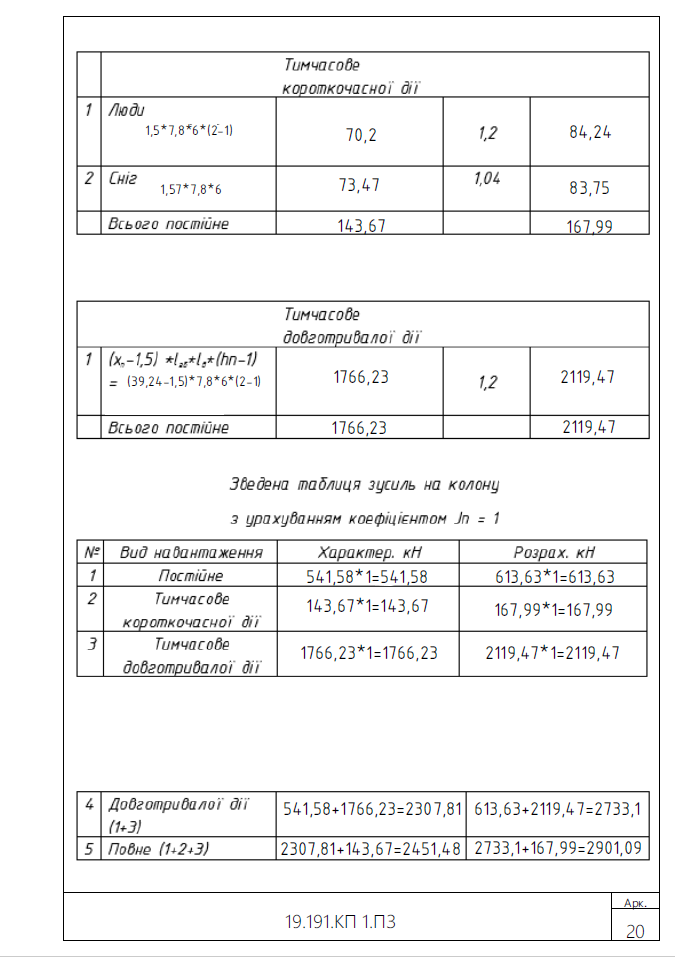 Тимчасове
короткочасної дії
1 Люди
1,5*7,8*6*(2-1) 70,2 1,2 84,24
2 Сніг 1,04
1,57*7,8*6 73,47 83,75
Всього постійне 143,67 167,99
Тимчасове
довготривалої дії
1 (xn-1,5) *l
= (39,24-1,5)*7,8*6*(2-1) 1766,23 1,2 2119,47
Всього постійне 1766,23 2119,47
Зведена таблиця зусиль на колону
з урахуванням коефіцієнтом Jn = 1
№ Вид навантаження Характер. кН Розрах. кН
1 Постійне 541,58*1=541,58 613,63*1=613,63
2 Тимчасове
короткочасної дії 143,67*1=143,67 167,99*1=167,99
3 Тимчасове
довготривалої дії 1766,23*1=1766,23 2119,47*1=2119,47
4 Довготривалої дії
(1+3) 541,58+1766,23=2307,81 613,63+2119,47=2733,1
5 Повне (1+2+3) 2307,81+143,67=2451,48 2733,1+167,99=2901,09
19.191.КП 1.ПЗ
Арк.
20